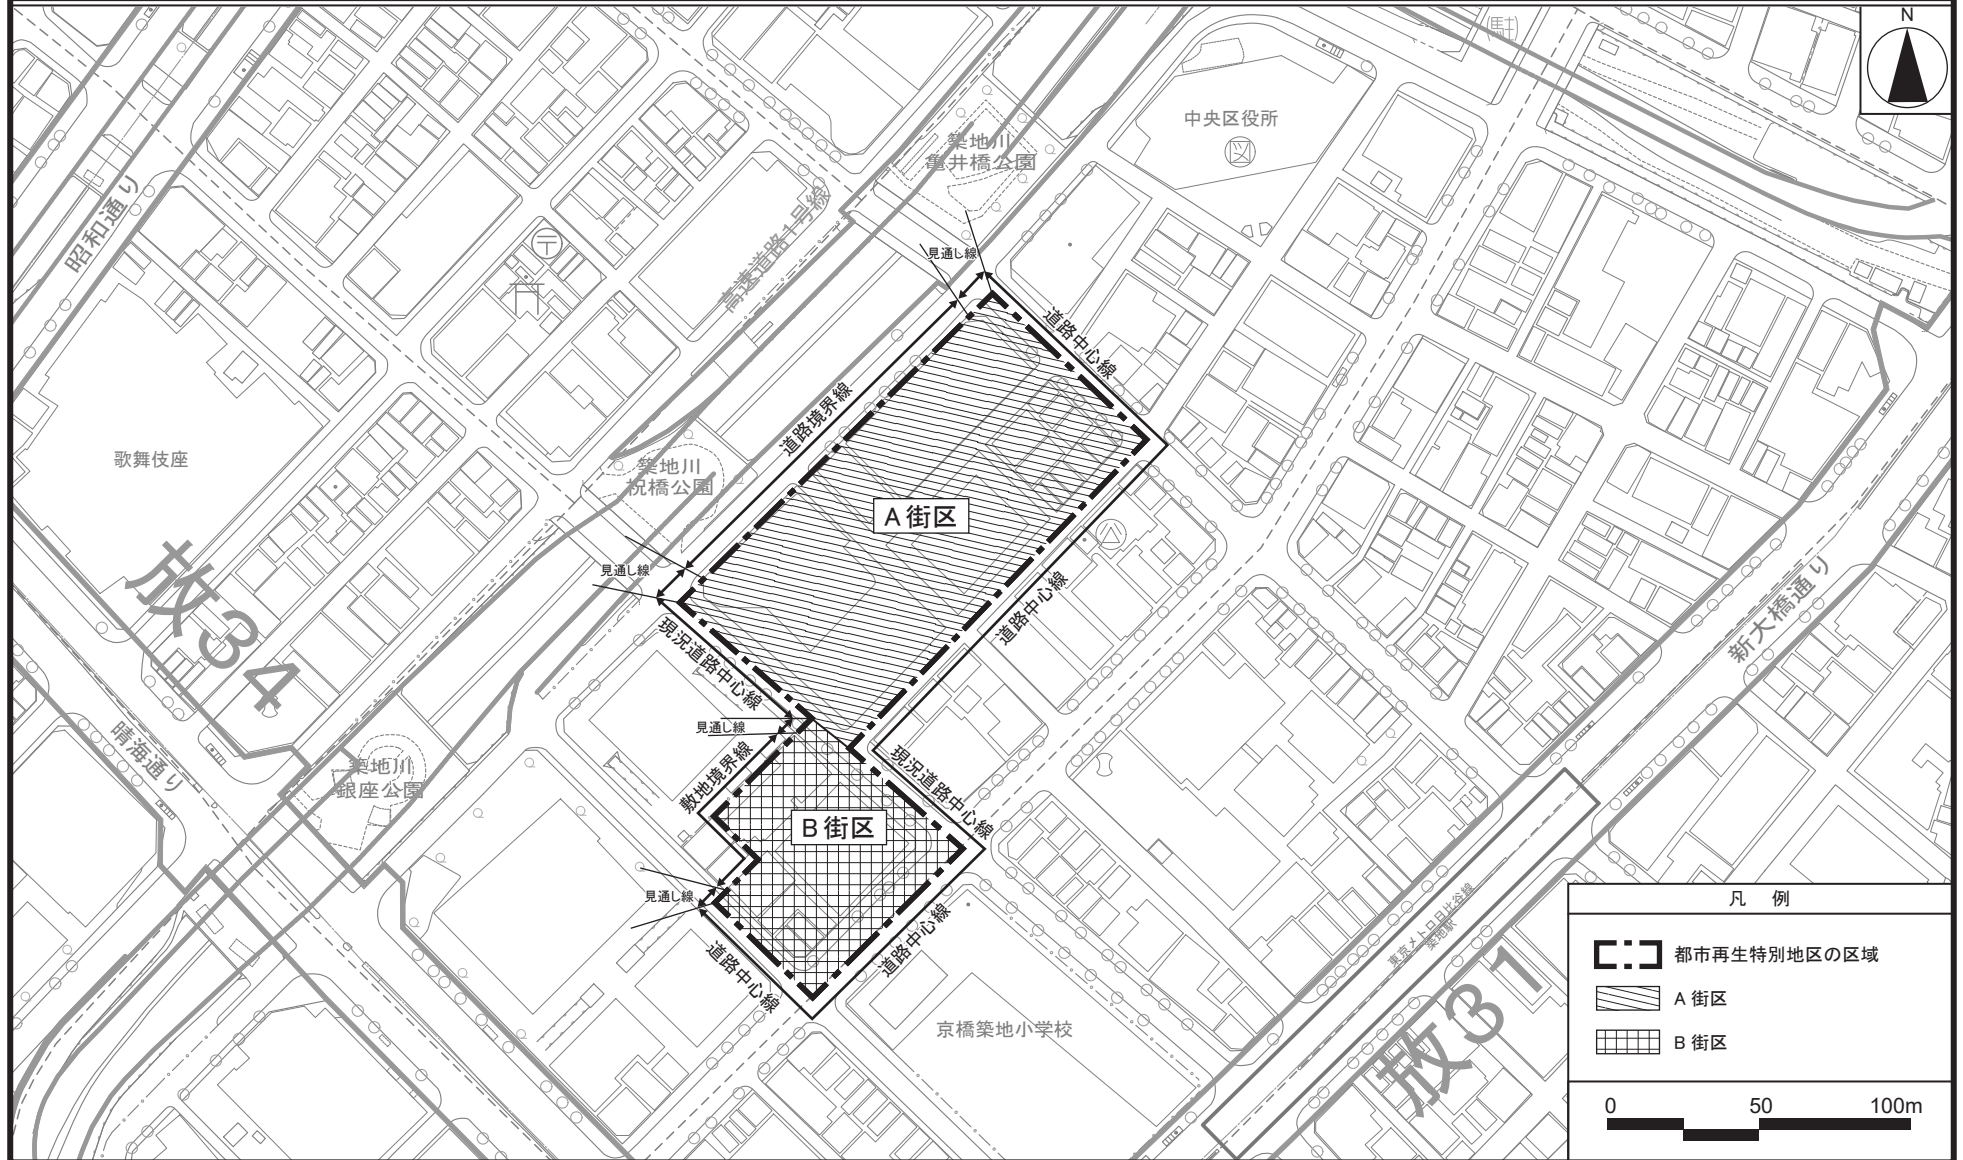 N
駐
中央区役所
図
築地川
亀井橋公園
昭和通り
高速道路1号線
〒
見通し線
道路中心線
道路境界線
歌舞伎座
築地川
祝橋公園
A 街区
見通し線
放34
現況道路中心線
道路中心線
新大橋通り
見通し線
晴海通り
築地川
銀座公園
敷地境界線
現況道路中心線
B 街区
見通し線
道路中心線
道路中心線
京橋築地小学校
東京メトロ日比谷線
築地駅
放31
凡 例
都市再生特別地区の区域
A 街区
B 街区
0 50 100m